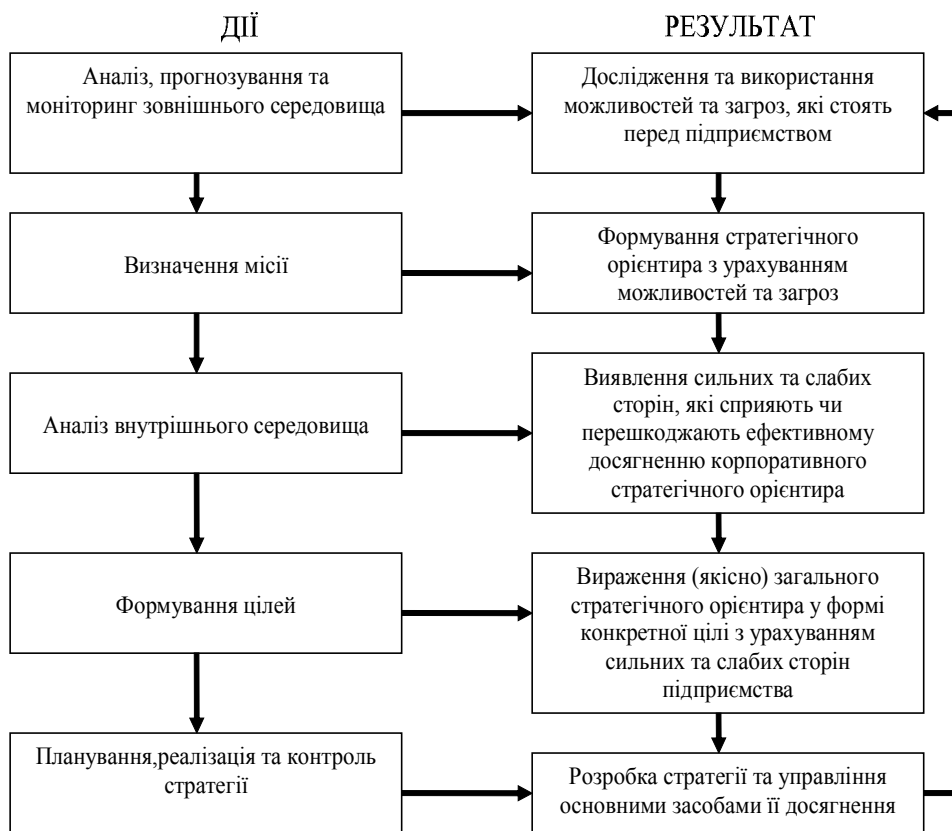 ДІЇ
РЕЗУЛЬТАТ
Аналіз, прогнозування та
моніторинг зовнішнього середовища
Дослідження та використання
можливостей та загроз, які стоять
перед підприємством
Визначення місії
Формування стратегічного
орієнтира з урахуванням
можливостей та загроз
Аналіз внутрішнього середовища
Виявлення сильних та слабих
сторін, які сприяють чи
перешкоджають ефективному
досягненню корпоративного
стратегічного орієнтира
Формування цілей
Вираження (якісно) загального
стратегічного орієнтира у формі
конкретної цілі з урахуванням
сильних та слабих сторін
підприємства
Планування,реалізація та контроль
стратегії
Розробка стратегії та управління
основними засобами її досягнення